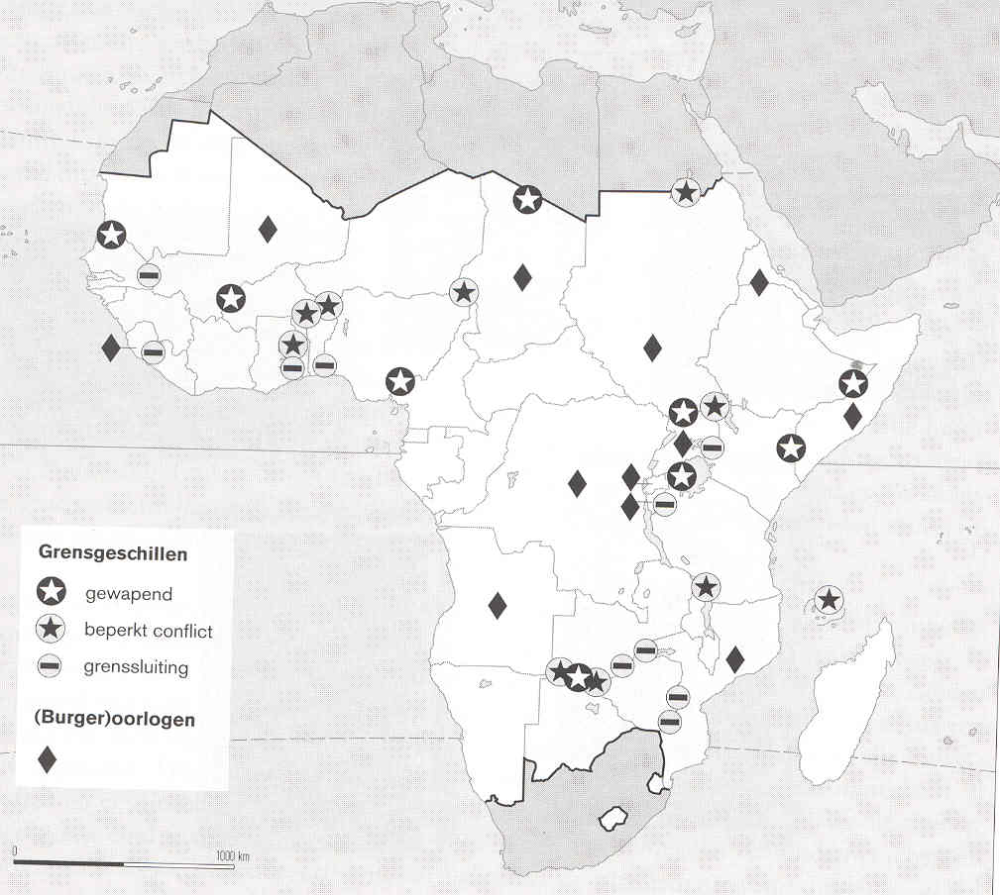 Grensgeschillen
gewapend
beperkt conflict
grenssluiting
(Burger)oorlogen
0 1000 km